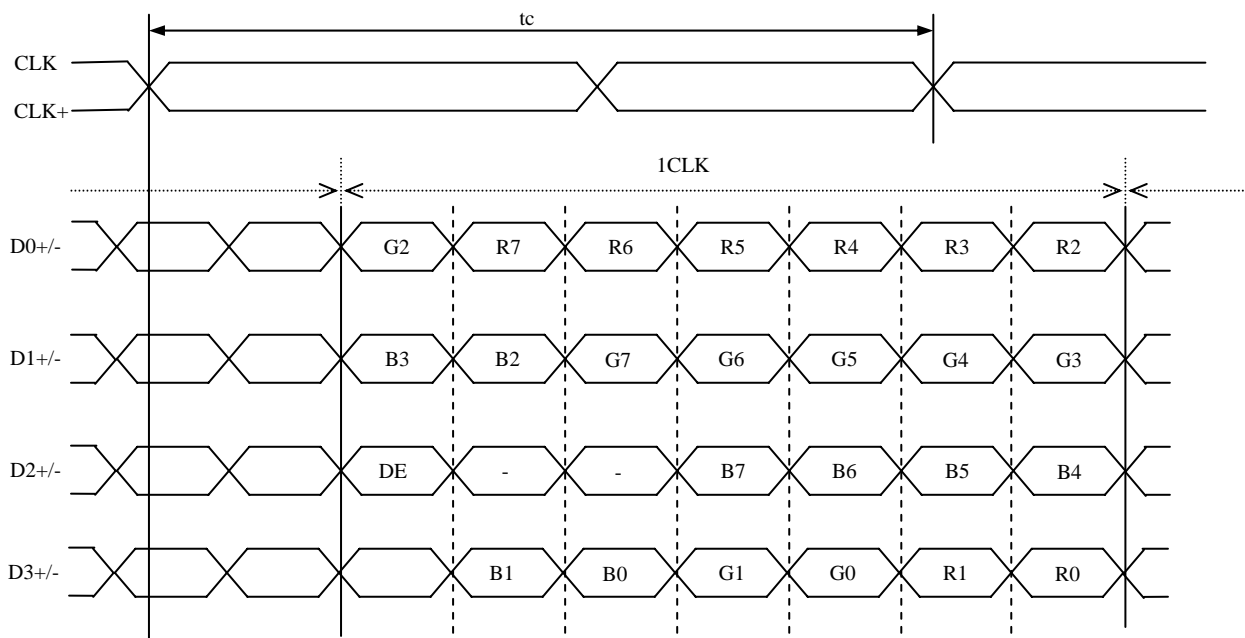 tc
CLK
CLK+
1CLK
D0+/- G2 R7 R6 R5 R4 R3 R2
D1+/- B3 B2 G7 G6 G5 G4 G3
D2+/- DE - - B7 B6 B5 B4
D3+/- B1 B0 G1 G0 R1 R0